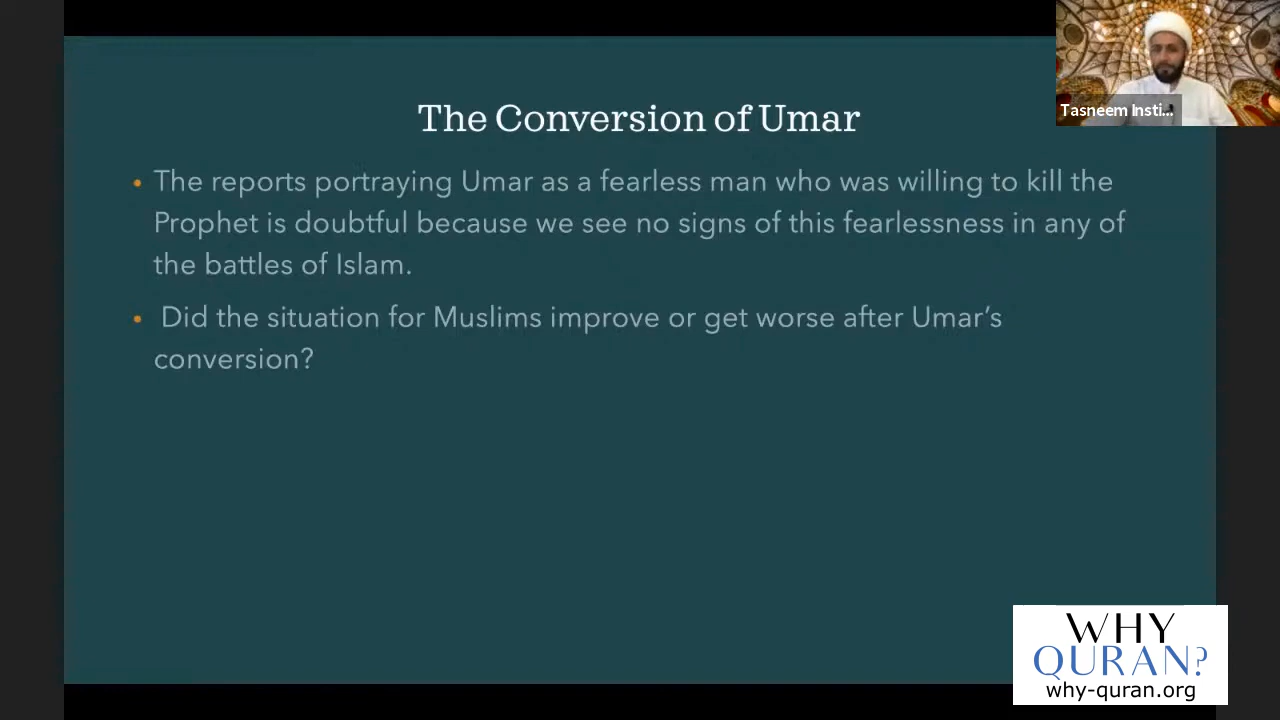 Tasneem Insti...
The Conversion of Umar
• The reports portraying Umar as a fearless man who was willing to kill the
Prophet is doubtful because we see no signs of this fearlessness in any of
the battles of Islam.
• Did the situation for Muslims improve or get worse after Umar’s
conversion?
WHY
QURAN?
why-quran.org